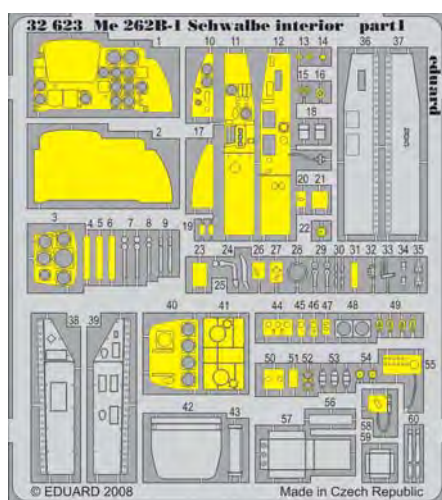 32 623 Me 262B-1 Schwalbe interior part1
eduard
1 10 11 12 13 14 36 37
15 16
18
2 17
20 21
19 22
3 4 5 6 7 8 9
23 24 25 26 27 28 29 30 31 32 33 34 35
38 39 40 41 44 45 46 47 48 49
50 51 52 53 54 55
42 43 57 56 58 59 60
© EDUARD 2008 Made in Czech Republic